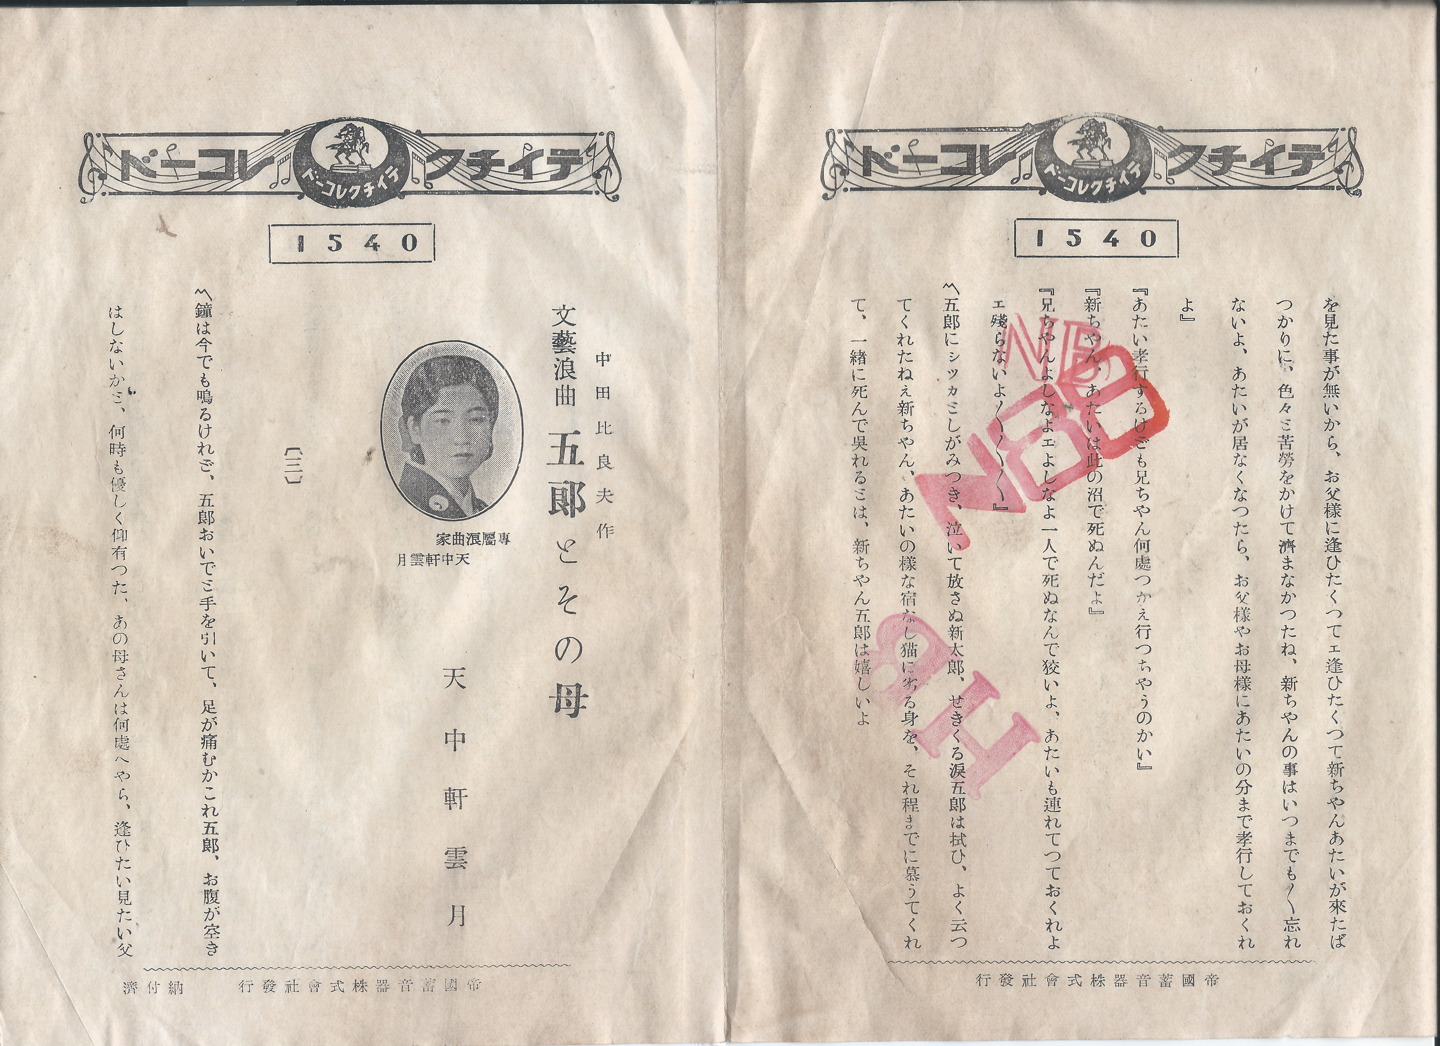 テイチクレコード
テイチクレコード
1540
を見た事が無いから、お父様に逢ひたくつてェ逢ひたくつて新ちやんあたいが來たば
つかりに、色々ミ苦勞をかけて濟まなかつたね、新ちやんの事はいつまでも〳〵忘れ
ないよ、あたいが居なくなつたら、お父様やお母様にあたいの分まで孝行しておくれ
よ』
『あたい孝行するけども兄ちやん何處つかえ行つちやうのかい』
『新ちやん、あたいは此の沼で死ぬんだよ』
『兄ちやんよしなよェよしなよ一人で死ぬなんで狡いよ、あたいも連れてつておくれよ
ェ殘らないよ〳〵〳〵〳〵』
〽五郎にシツカミしがみつき、泣いて放さぬ新太郎、せきくる涙五郎は拭ひ、よく云つ
てくれたねえ新ちやん、あたいの様な宿なし猫に劣る身を、それ程までに慕うてくれ
て、一緒に死んで吳れるミは、新ちやん五郎は嬉しいよ
帝國蓄音器株式會社發行
NBO
NBO
HB
テイチクレコード
テイチクレコード
1540
中田比良夫作
文藝浪曲 五郎とその母
專屬浪曲家
天中軒雲月
天中軒雲月
〔三〕
〽鐘は今でも鳴るけれど、五郎おいでミ手を引いて、足が痛むかこれ五郎、お腹が空き
はしないかミ、何時も優しく仰有つた、あの母さんは何處へやら、逢ひたい見たい父
帝國蓄音器株式會社發行
納付濟